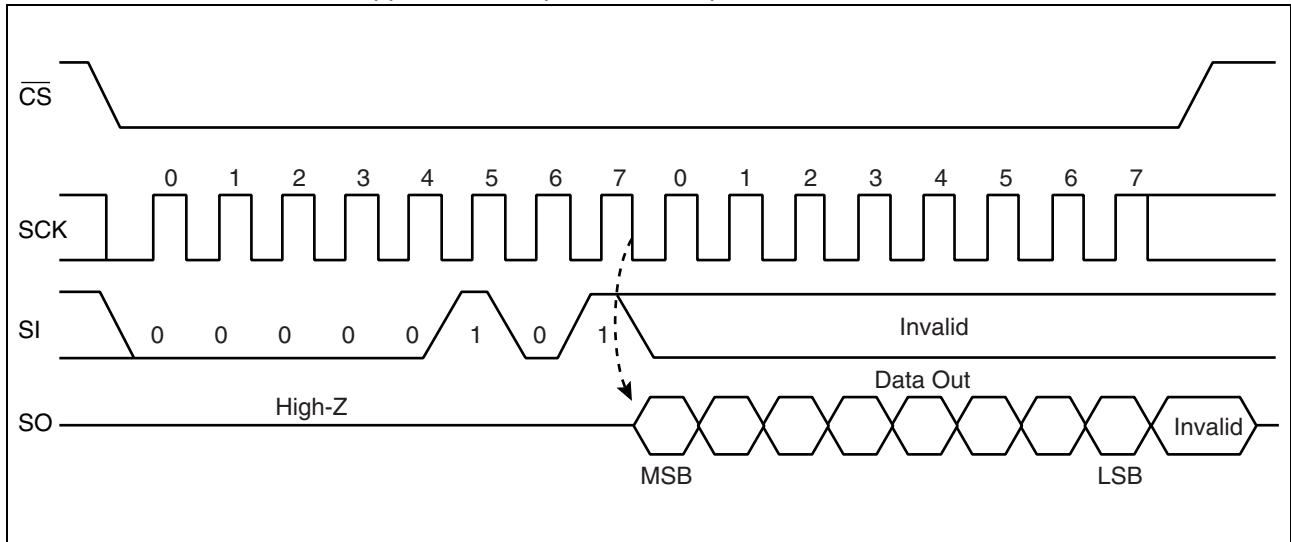 CS
0 1 2 3 4 5 6 7 0 1 2 3 4 5 6 7
SCK
SI 0 0 0 0 0 1 0 1 Invalid
Data Out
High-Z
SO Invalid
MSB LSB